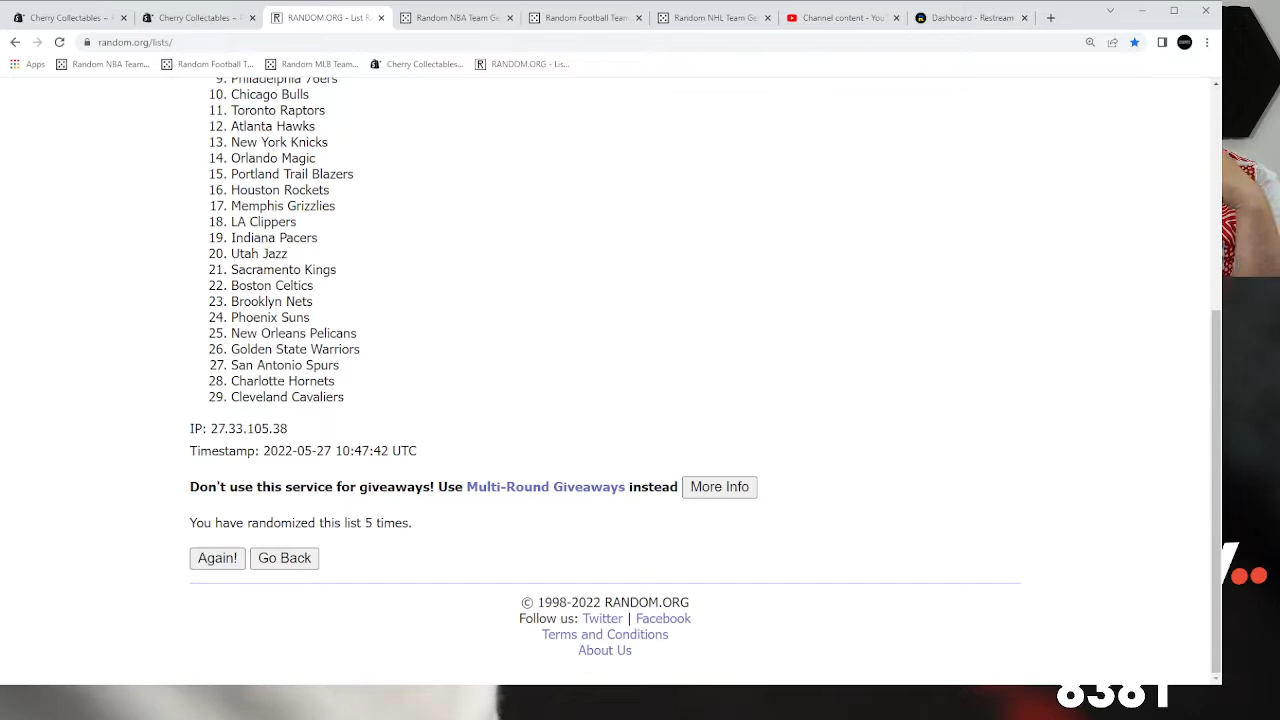 Cherry Collectables – F
Cherry Collectables – F
RANDOM.ORG - List R
Random NBA Team Ge
Random Football Team
Random NHL Team Ge
Channel content - YouT
Dashboard - Restream
random.org/lists/
Apps
Random NBA Team...
Random Football T...
Random MLB Team...
Cherry Collectables...
RANDOM.ORG - Lis...
9. Philadelphia 76ers
10. Chicago Bulls
11. Toronto Raptors
12. Atlanta Hawks
13. New York Knicks
14. Orlando Magic
15. Portland Trail Blazers
16. Houston Rockets
17. Memphis Grizzlies
18. LA Clippers
19. Indiana Pacers
20. Utah Jazz
21. Sacramento Kings
22. Boston Celtics
23. Brooklyn Nets
24. Phoenix Suns
25. New Orleans Pelicans
26. Golden State Warriors
27. San Antonio Spurs
28. Charlotte Hornets
29. Cleveland Cavaliers
IP: 27.33.105.38
Timestamp: 2022-05-27 10:47:42 UTC
Don't use this service for giveaways! Use Multi-Round Giveaways instead More Info
You have randomized this list 5 times.
Again! Go Back
© 1998-2022 RANDOM.ORG
Follow us: Twitter | Facebook
Terms and Conditions
About Us
8381